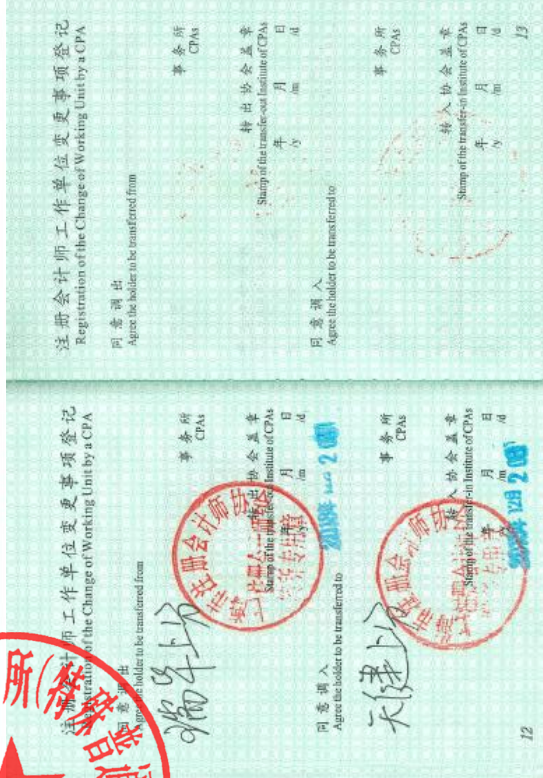 注册会计师工作单位变更事项登记
Registration of the Change of Working Unit by a CPA
同意调出
Agree the holder to be transferred from
事务所
CPAs
转出协会盖章
Stamp of the transfer-out Institute of CPAs
年 月 日
/y /m /d
同意调入
Agree the holder to be transferred to
天健上分
事务所
CPAs
转入协会盖章
Stamp of the transfer-in Institute of CPAs
年 月 日
/y /m /d
12
注册会计师工作单位变更事项登记
Registration of the Change of Working Unit by a CPA
同意调出
Agree the holder to be transferred from
事务所
CPAs
转出协会盖章
Stamp of the transfer-out Institute of CPAs
年 月 日
/y /m /d
同意调入
Agree the holder to be transferred to
事务所
CPAs
转入协会盖章
Stamp of the transfer-in Institute of CPAs
年 月 日
/y /m /d
13
所(特殊普通